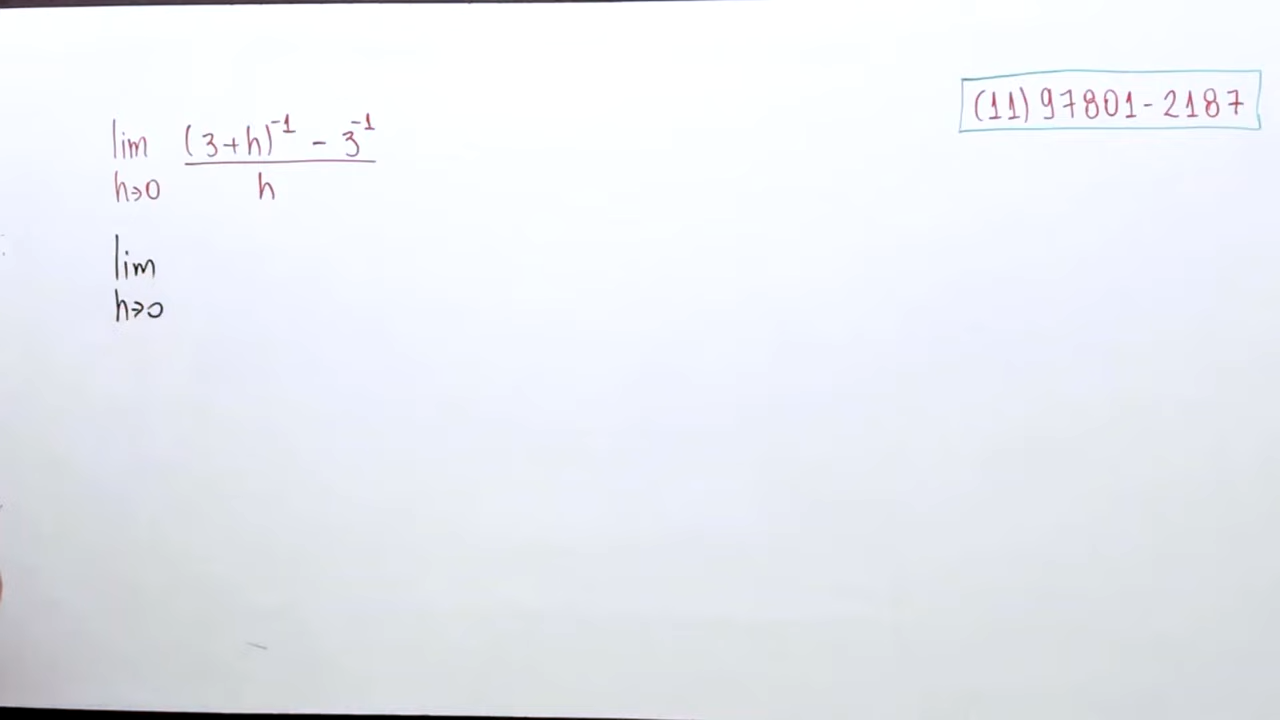 (11) 97801-2187
lim (3+h)⁻¹ - 3⁻¹
h→0 h
lim
h→0